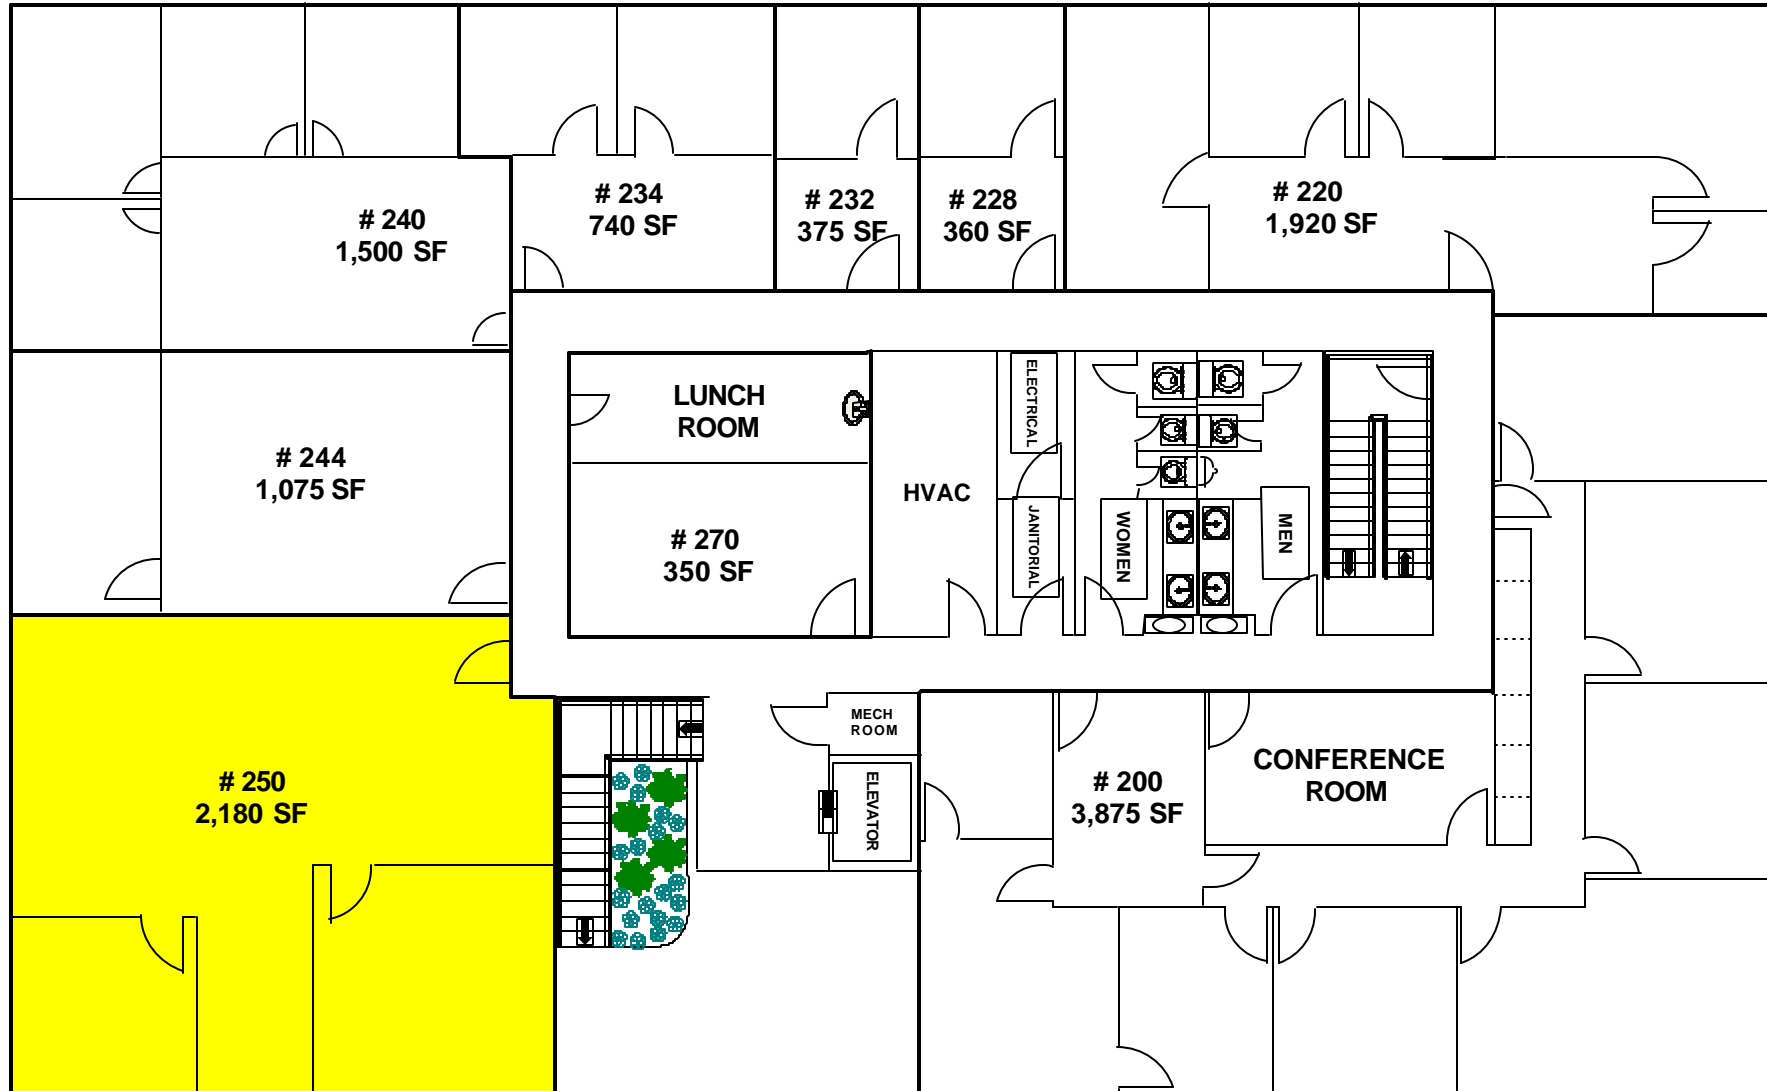 # 240
1,500 SF
# 234
740 SF
# 232
375 SF
# 228
360 SF
# 220
1,920 SF
# 244
1,075 SF
LUNCH
ROOM
# 270
350 SF
HVAC
ELECTRICAL
JANITORIAL
WOMEN
MEN
# 250
2,180 SF
MECH
ROOM
ELEVATOR
# 200
3,875 SF
CONFERENCE
ROOM